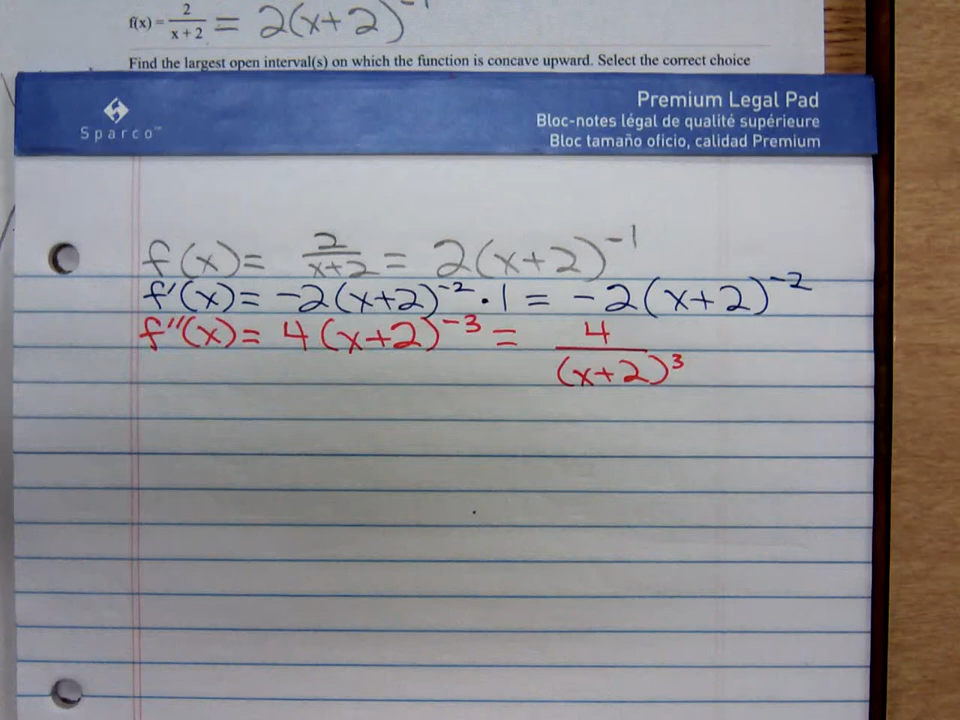 f(x) = 2/(x + 2) = 2(x+2)^-1
Find the largest open interval(s) on which the function is concave upward. Select the correct choice
Sparco™
Premium Legal Pad
Bloc-notes légal de qualité supérieure
Bloc tamaño oficio, calidad Premium
f(x) = 2/(x+2) = 2(x+2)^-1
f'(x) = -2(x+2)^-2 · 1 = -2(x+2)^-2
f''(x) = 4(x+2)^-3 = 4/(x+2)^3